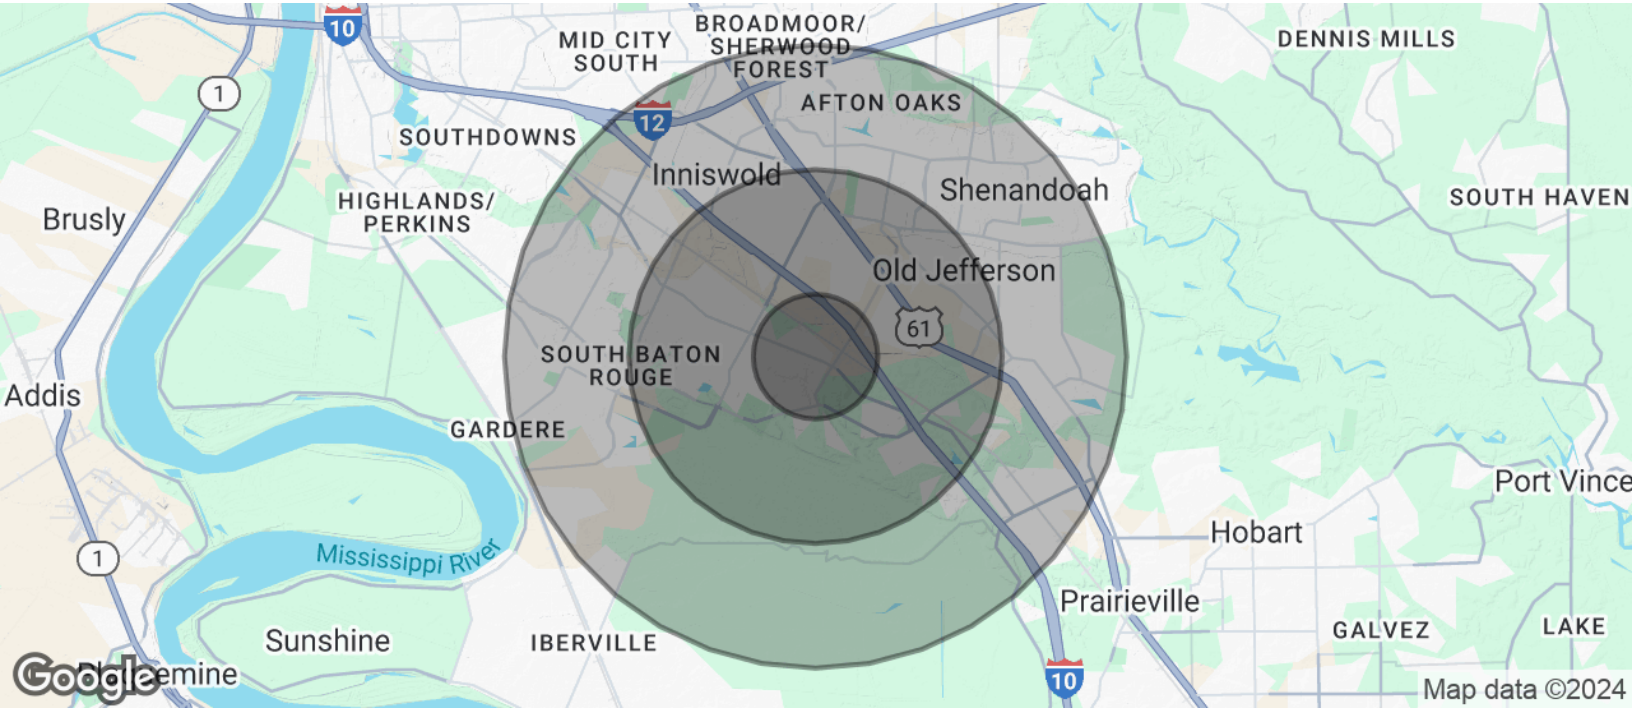 10
BROADMOOR/
SHERWOOD
FOREST
MID CITY
SOUTH
DENNIS MILLS
1
12
AFTON OAKS
SOUTHDOWNS
Inniswold
Shenandoah
HIGHLANDS/
PERKINS
SOUTH HAVEN
Brusly
Old Jefferson
61
SOUTH BATON
ROUGE
Addis
GARDERE
Port Vince
Hobart
1
Mississippi River
Prairieville
Sunshine
IBERVILLE
GALVEZ
LAKE
Google
10
Map data ©2024